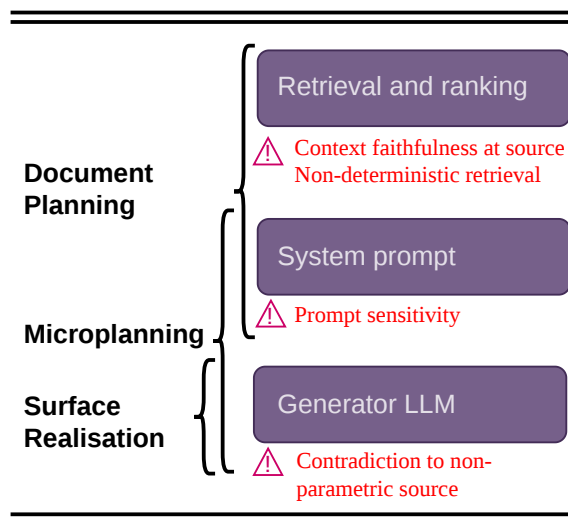 Retrieval and ranking
Context faithfulness at source
Non-deterministic retrieval
Document
Planning
System prompt
Prompt sensitivity
Microplanning
Surface
Realisation
Generator LLM
Contradiction to non-
parametric source